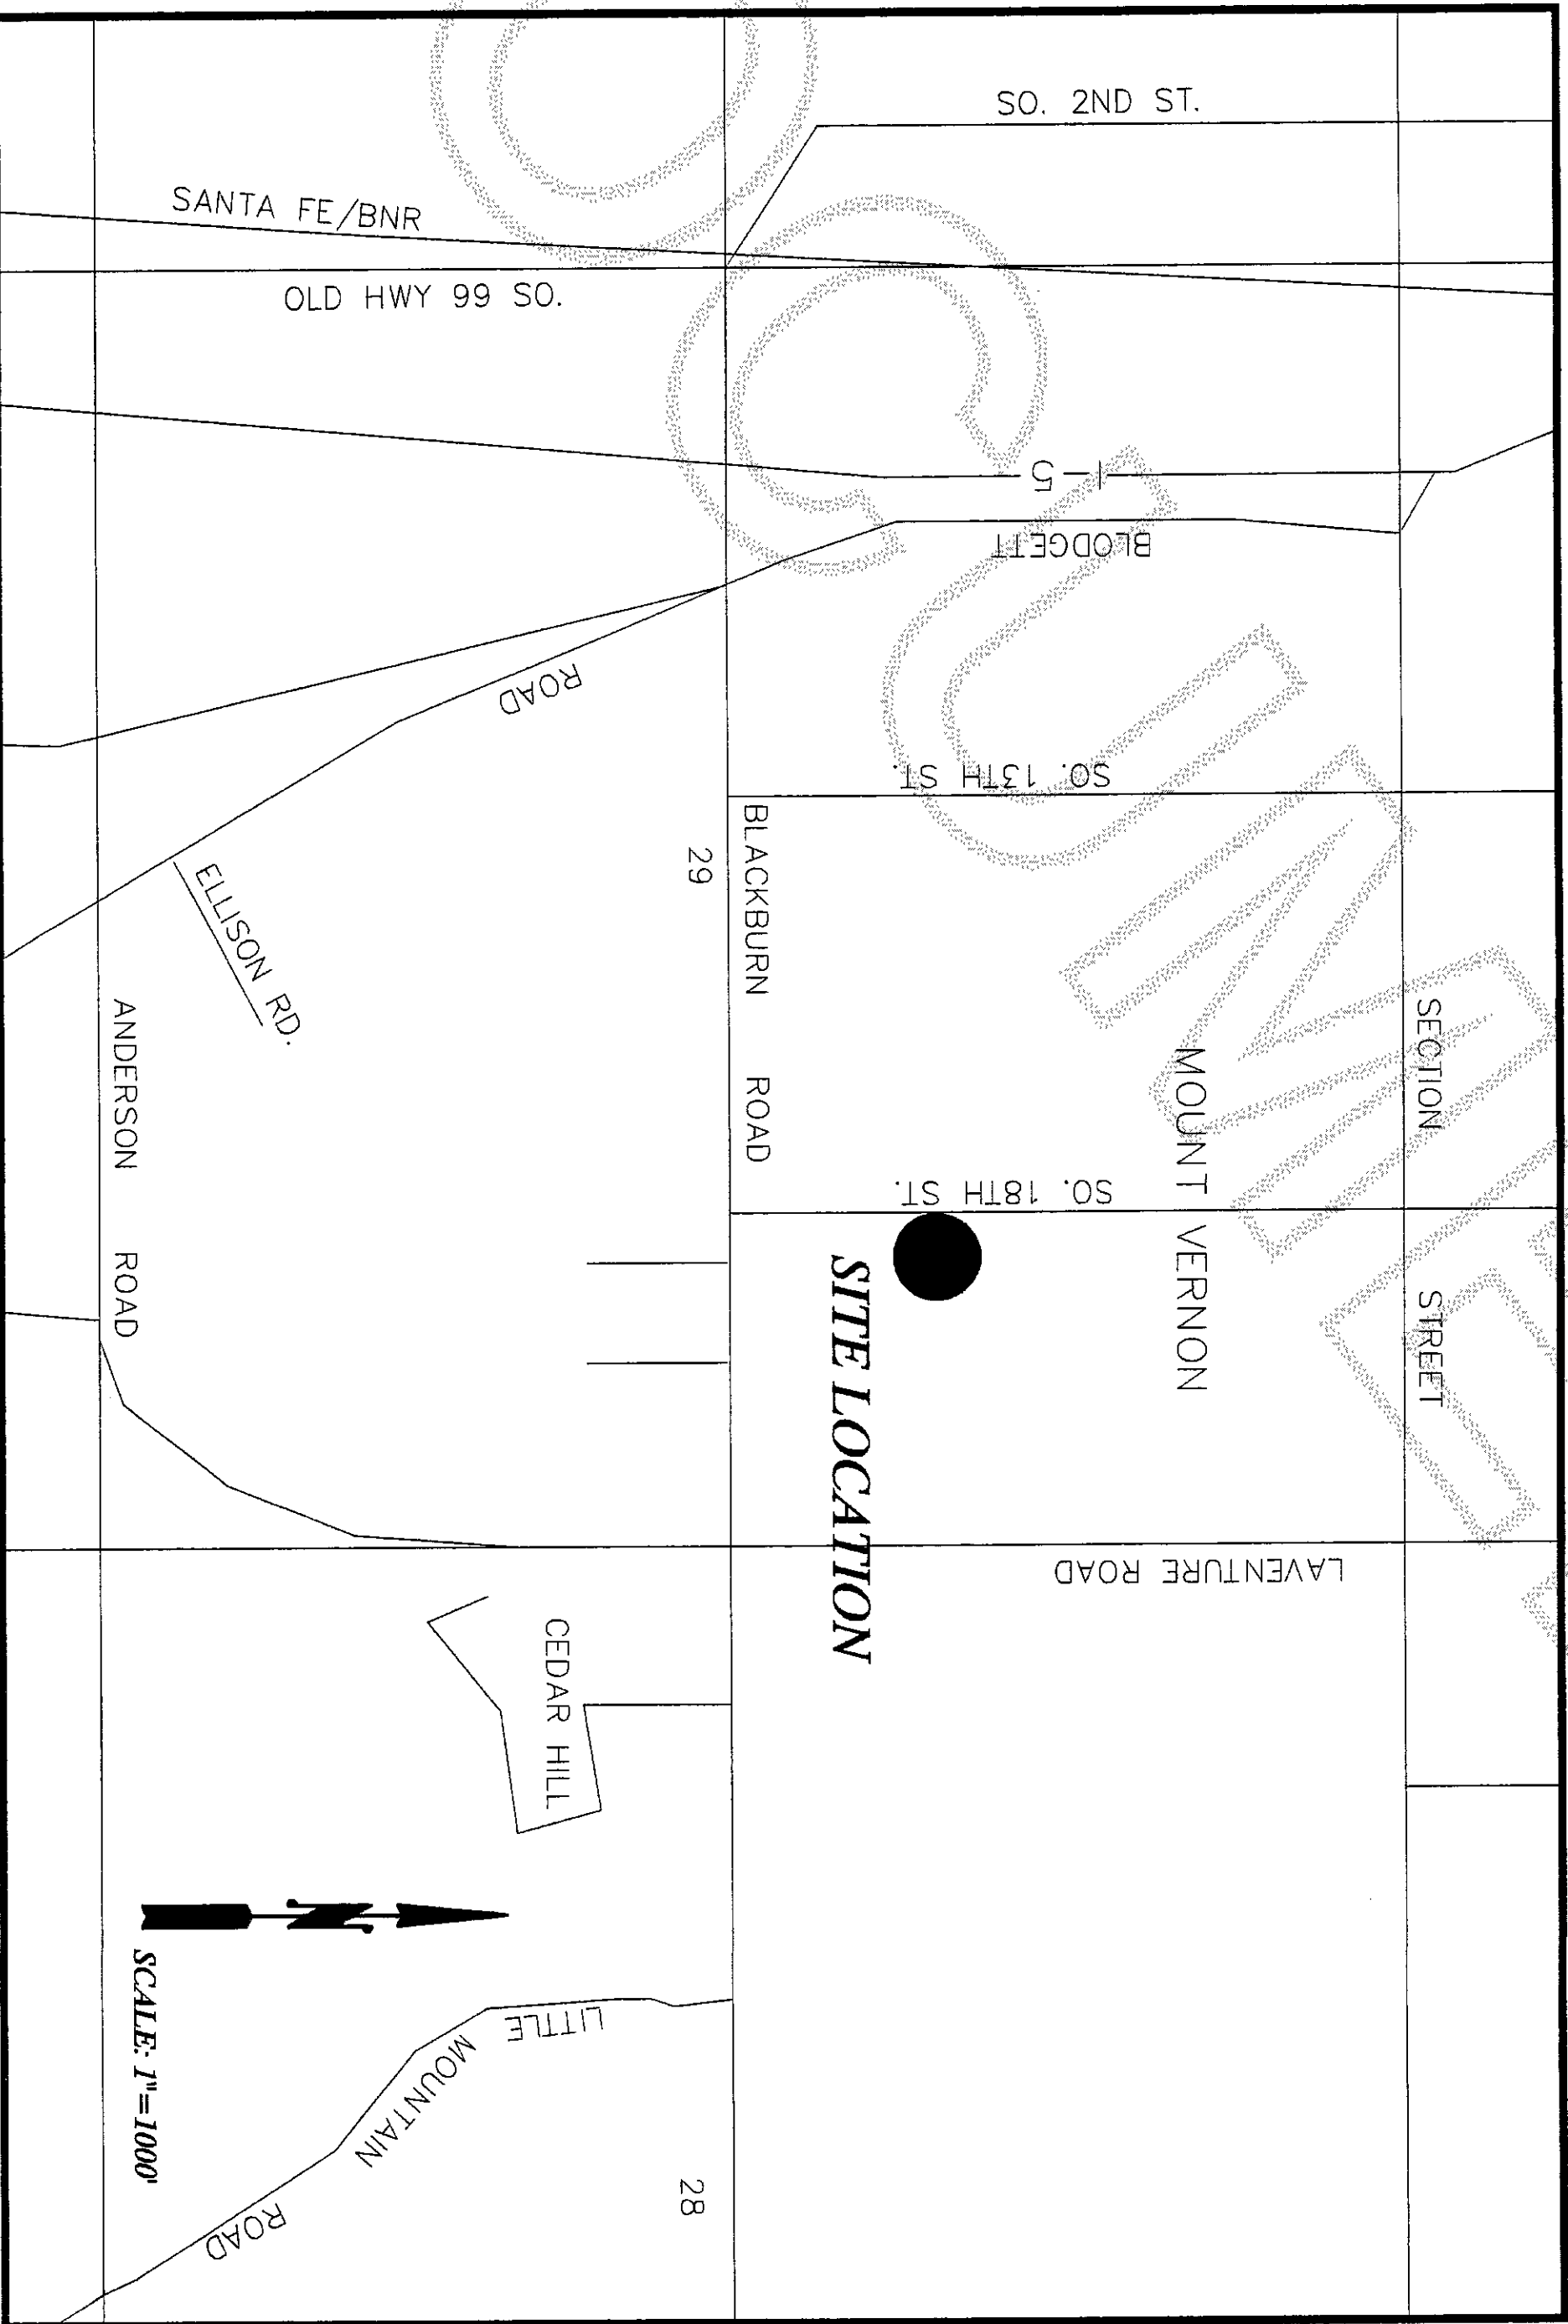 SECTION STREET
MOUNT VERNON
SO. 2ND ST.
I-5
BLODGETT
SO. 13TH ST.
SO. 18TH ST.
LAVENTURE ROAD
SITE LOCATION
BLACKBURN ROAD
29
28
ROAD
CEDAR HILL
LITTLE
MOUNTAIN
ROAD
SANTA FE/BNR
OLD HWY 99 SO.
ELLISON RD.
N
SCALE: 1"=1000'
ANDERSON ROAD